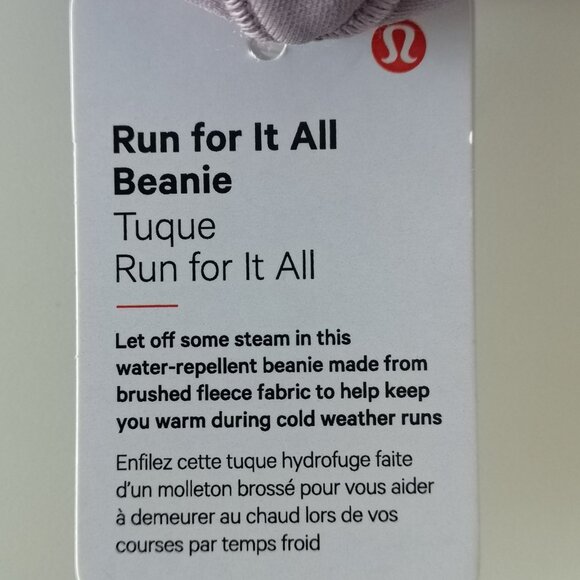 Run for It All
Beanie
Tuque
Run for It All
Let off some steam in this
water-repellent beanie made from
brushed fleece fabric to help keep
you warm during cold weather runs
Enfilez cette tuque hydrofuge faite
d'un molleton brossé pour vous aider
à demeurer au chaud lors de vos
courses par temps froid